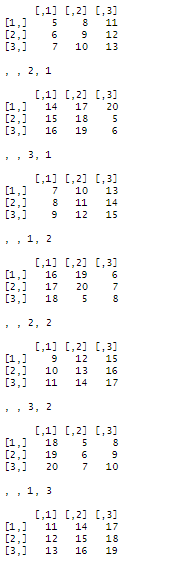 [,1] [,2] [,3]
[1,] 5 8 11
[2,] 6 9 12
[3,] 7 10 13
, , 2, 1
[,1] [,2] [,3]
[1,] 14 17 20
[2,] 15 18 5
[3,] 16 19 6
, , 3, 1
[,1] [,2] [,3]
[1,] 7 10 13
[2,] 8 11 14
[3,] 9 12 15
, , 1, 2
[,1] [,2] [,3]
[1,] 16 19 6
[2,] 17 20 7
[3,] 18 5 8
, , 2, 2
[,1] [,2] [,3]
[1,] 9 12 15
[2,] 10 13 16
[3,] 11 14 17
, , 3, 2
[,1] [,2] [,3]
[1,] 18 5 8
[2,] 19 6 9
[3,] 20 7 10
, , 1, 3
[,1] [,2] [,3]
[1,] 11 14 17
[2,] 12 15 18
[3,] 13 16 19